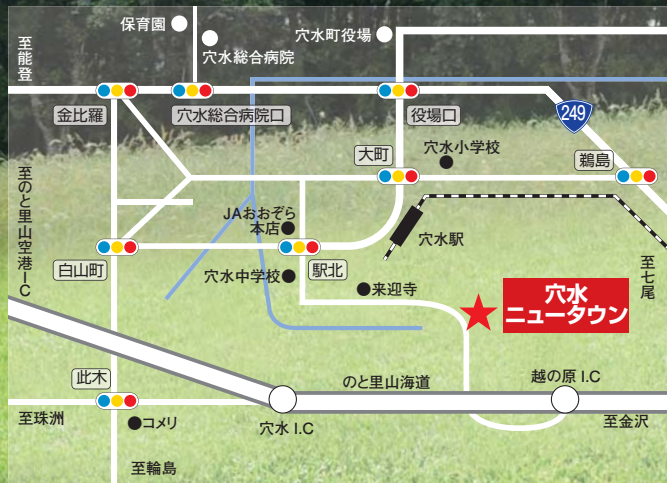 保育園
穴水総合病院
穴水町役場
至能登
金比羅
穴水総合病院口
役場口
249
大町
穴水小学校
鵜島
至のと里山空港I.C
JAおおぞら
本店
穴水駅
白山町
穴水中学校
駅北
来迎寺
至七尾
穴水
ニュータウン
此木
のと里山海道
越の原 I.C
至珠洲
コメリ
穴水 I.C
至金沢
至輪島